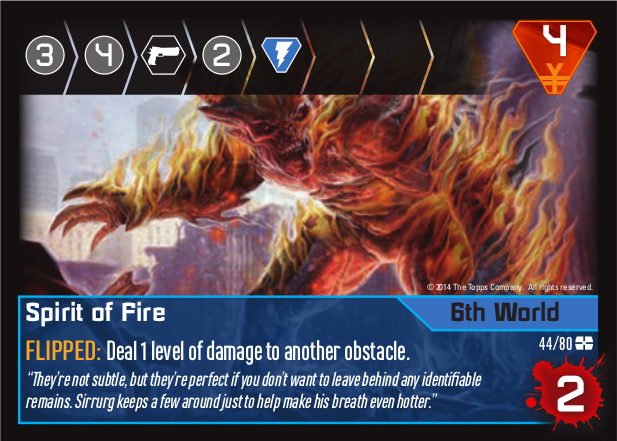 3 4 2
4
¥
© 2014 The Topps Company. All rights reserved.
Spirit of Fire
6th World
44/80
FLIPPED: Deal 1 level of damage to another obstacle.
"They're not subtle, but they're perfect if you don't want to leave behind any identifiable
remains. Sirrurg keeps a few around just to help make his breath even hotter."
2